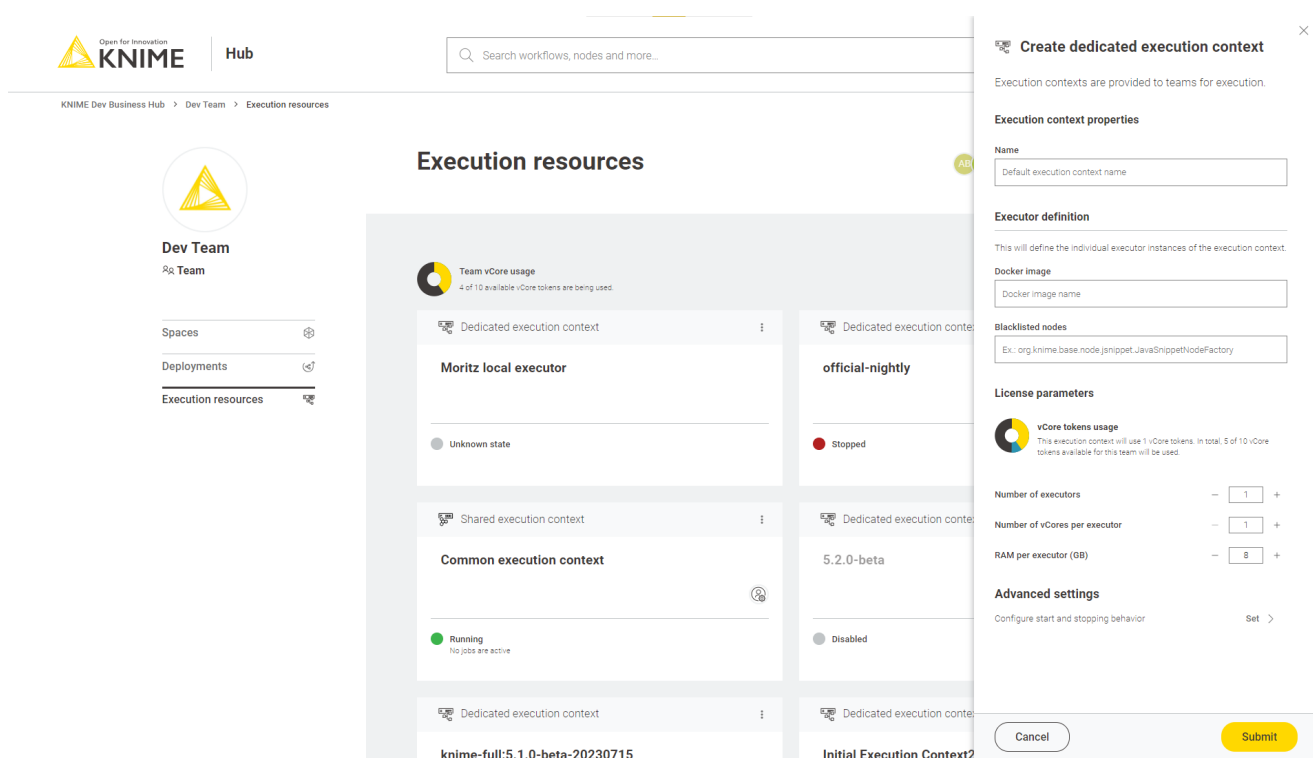 Open for Innovation
KNIME
Hub
Search workflows, nodes and more...
KNIME Dev Business Hub > Dev Team > Execution resources
Dev Team
Team
Spaces
Deployments
Execution resources
Execution resources
AB
Team vCore usage
4 of 10 available vCore tokens are being used.
Dedicated execution context
Moritz local executor
Unknown state
Dedicated execution conte
official-nightly
Stopped
Shared execution context
Common execution context
Running
No jobs are active
Dedicated execution conte
5.2.0-beta
Disabled
Dedicated execution context
knime-full:5.1.0-beta-20230715
Dedicated execution conte
Initial Execution Context2
Create dedicated execution context
Execution contexts are provided to teams for execution.
Execution context properties
Name
Default execution context name
Executor definition
This will define the individual executor instances of the execution context.
Docker image
Docker image name
Blacklisted nodes
Ex.: org.knime.base.node.jsnippet.JavaSnippetNodeFactory
License parameters
vCore tokens usage
This execution context will use 1 vCore tokens. In total, 5 of 10 vCore
tokens available for this team will be used.
Number of executors − 1 +
Number of vCores per executor − 1 +
RAM per executor (GB) − 8 +
Advanced settings
Configure start and stopping behavior Set >
Cancel
Submit